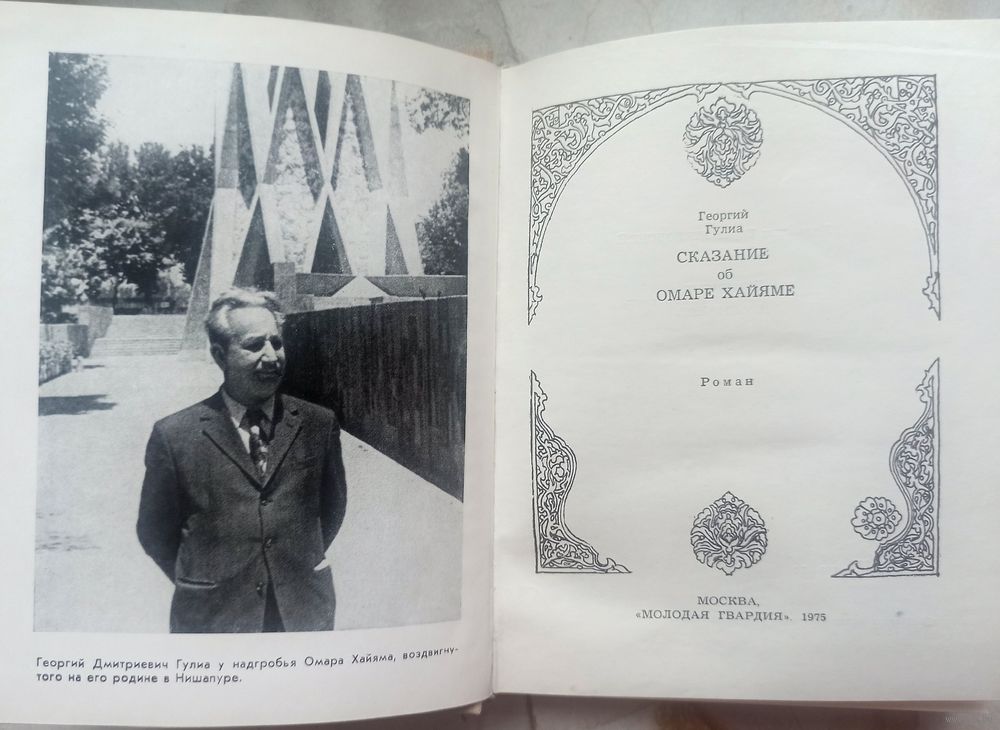 Георгий Дмитриевич Гулиа у надгробья Омара Хайяма, воздвигну-
того на его родине в Нишапуре.
Георгий
Гулиа
СКАЗАНИЕ
об
ОМАРЕ ХАЙЯМЕ
Роман
МОСКВА,
«МОЛОДАЯ ГВАРДИЯ». 1975